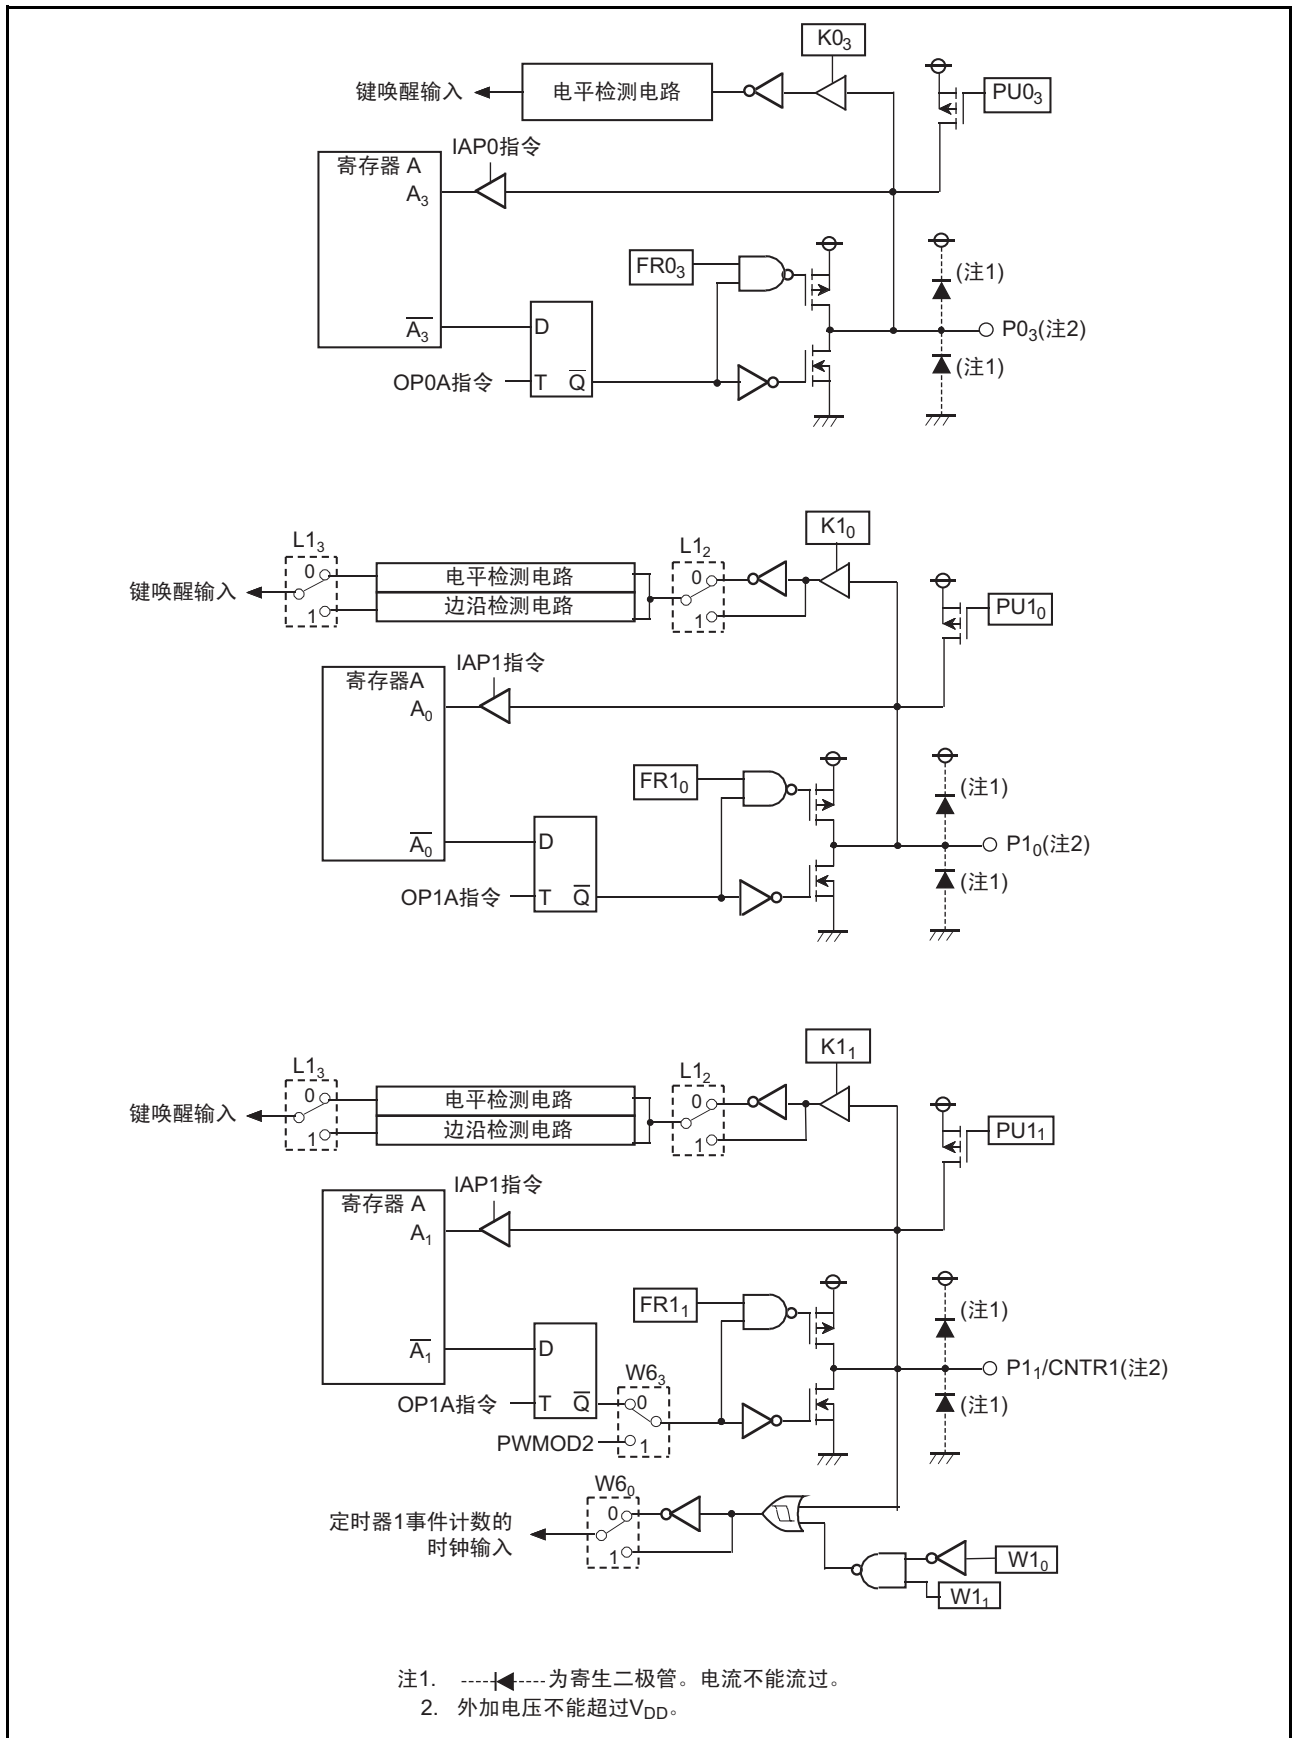 K0₃
键唤醒输入
电平检测电路
PU0₃
IAP0指令
寄存器 A
A₃
FR0₃
(注1)
A̅₃̅
D
P0₃(注2)
OP0A指令
T Q̅
(注1)
L1₃
L1₂
K1₀
键唤醒输入
0
1
电平检测电路
边沿检测电路
0
1
PU1₀
IAP1指令
寄存器A
A₀
FR1₀
(注1)
A̅₀̅
D
P1₀(注2)
OP1A指令
T Q̅
(注1)
L1₃
L1₂
K1₁
键唤醒输入
0
1
电平检测电路
边沿检测电路
0
1
PU1₁
IAP1指令
寄存器 A
A₁
FR1₁
(注1)
A̅₁̅
D
P1₁/CNTR1(注2)
OP1A指令
T Q̅
W6₃
0
1
(注1)
PWMOD2
W6₀
定时器1事件计数的
时钟输入
0
1
W1₀
W1₁
注1. 为寄生二极管。电流不能流过。
2. 外加电压不能超过V_DD。